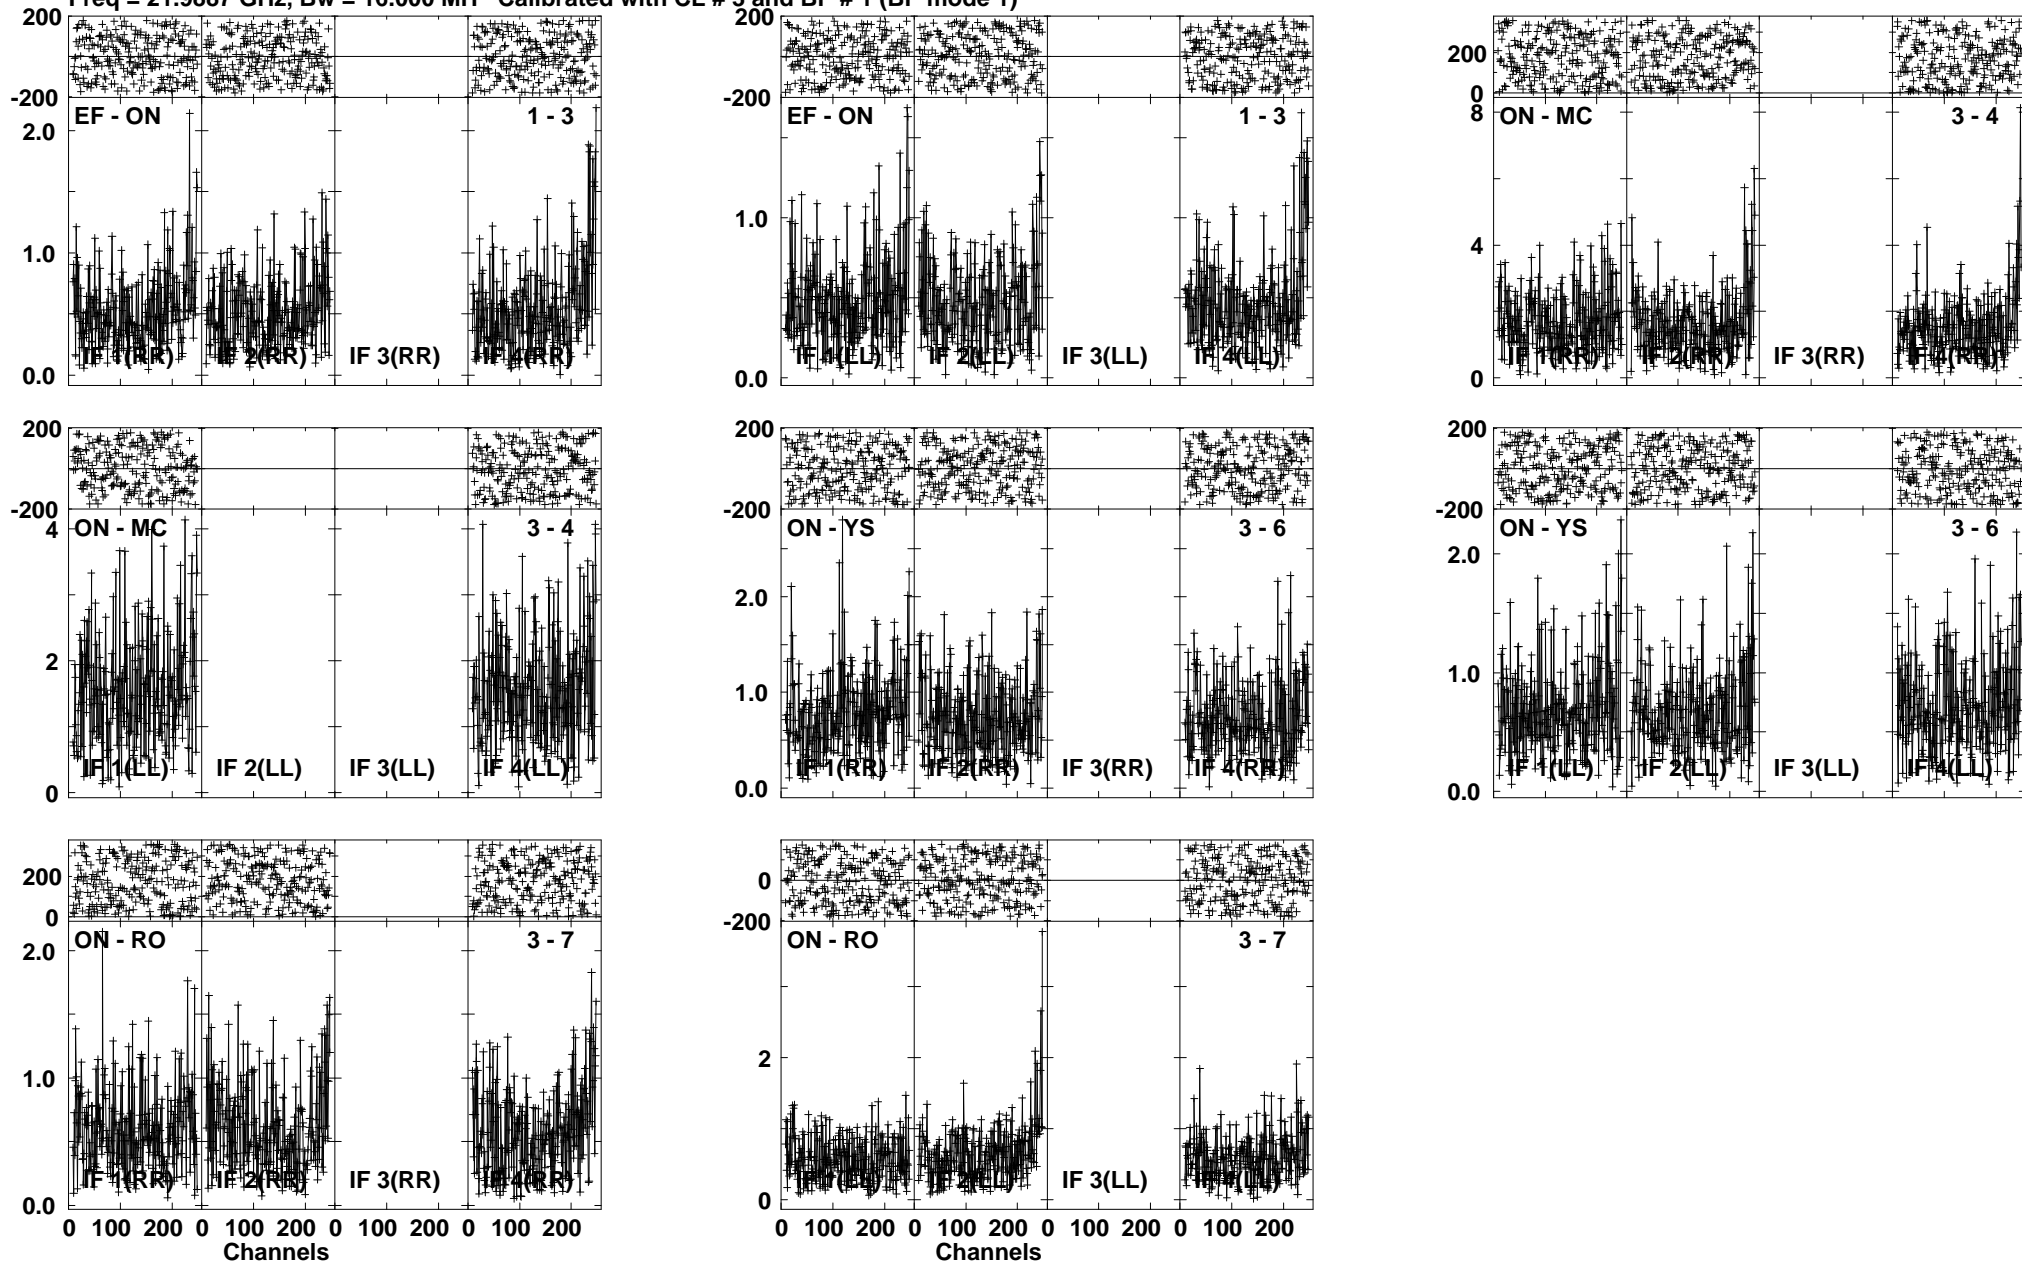 Freq = 21.9887 GHz, Bw = 16.000 MH Calibrated with CL # 3 and BP # 1 (BP mode 1)
200
-200
EF - ON 1 - 3
2.0
1.0
0.0
IF 1(RR) IF 2(RR) IF 3(RR) IF 4(RR)
200
-200
EF - ON 1 - 3
1.0
0.0
IF 1(LL) IF 2(LL) IF 3(LL) IF 4(LL)
200
0
ON - MC 3 - 4
8
4
0
IF 1(RR) IF 2(RR) IF 3(RR) IF 4(RR)
200
-200
ON - MC 3 - 4
4
2
0
IF 1(LL) IF 2(LL) IF 3(LL) IF 4(LL)
200
-200
ON - YS 3 - 6
2.0
1.0
0.0
IF 1(RR) IF 2(RR) IF 3(RR) IF 4(RR)
200
-200
ON - YS 3 - 6
2.0
1.0
0.0
IF 1(LL) IF 2(LL) IF 3(LL) IF 4(LL)
200
0
ON - RO 3 - 7
2.0
1.0
0.0
IF 1(RR) IF 2(RR) IF 3(RR) IF 4(RR)
0 100 200 0 100 200 0 100 200 0 100 200
Channels
0
-200
ON - RO 3 - 7
2
0
IF 1(LL) IF 2(LL) IF 3(LL) IF 4(LL)
0 100 200 0 100 200 0 100 200 0 100 200
Channels